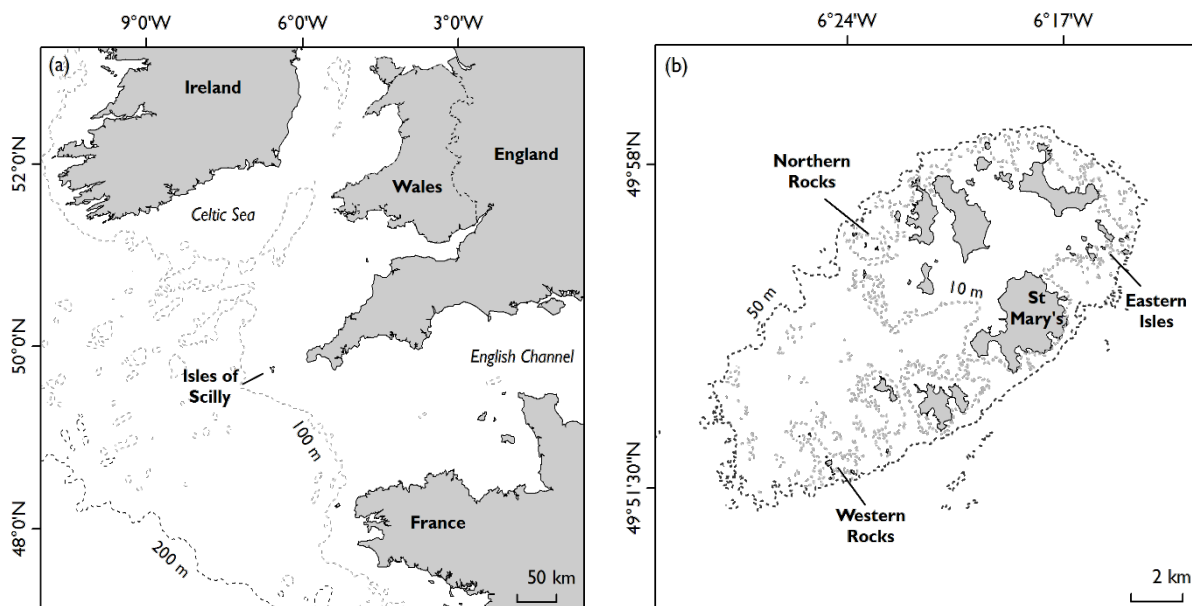 9°0'W
6°0'W
3°0'W
(a)
Ireland
England
Wales
Celtic Sea
52°0'N
50°0'N
48°0'N
English Channel
Isles of
Scilly
100 m
200 m
France
50 km
6°24'W
6°17'W
(b)
49°58'N
49°51'30"N
Northern
Rocks
50 m
10 m
St
Mary's
Eastern
Isles
Western
Rocks
2 km